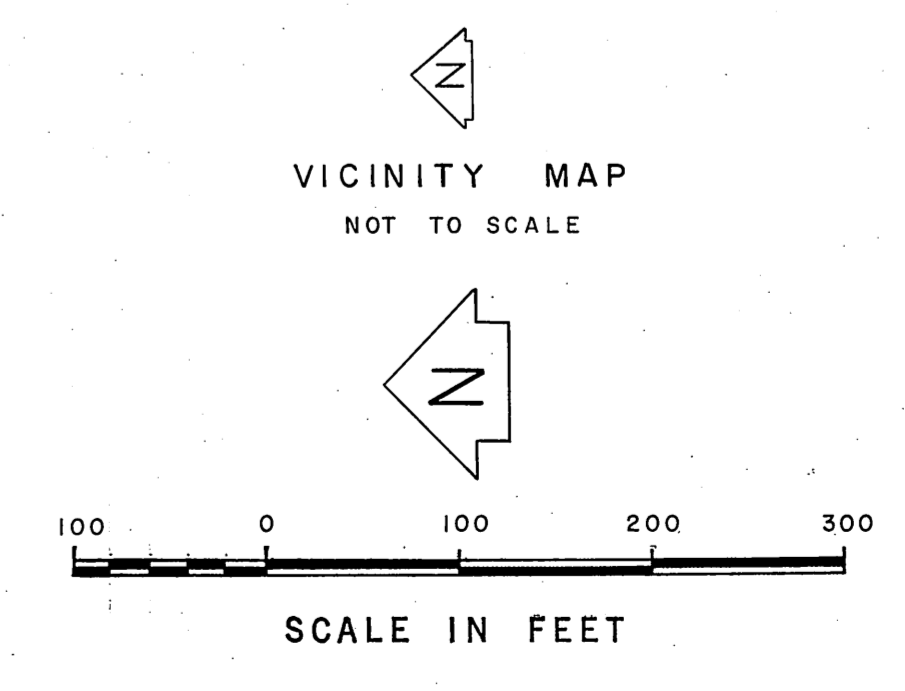 N
VICINITY MAP
NOT TO SCALE
N
100 0 100 200 300
SCALE IN FEET